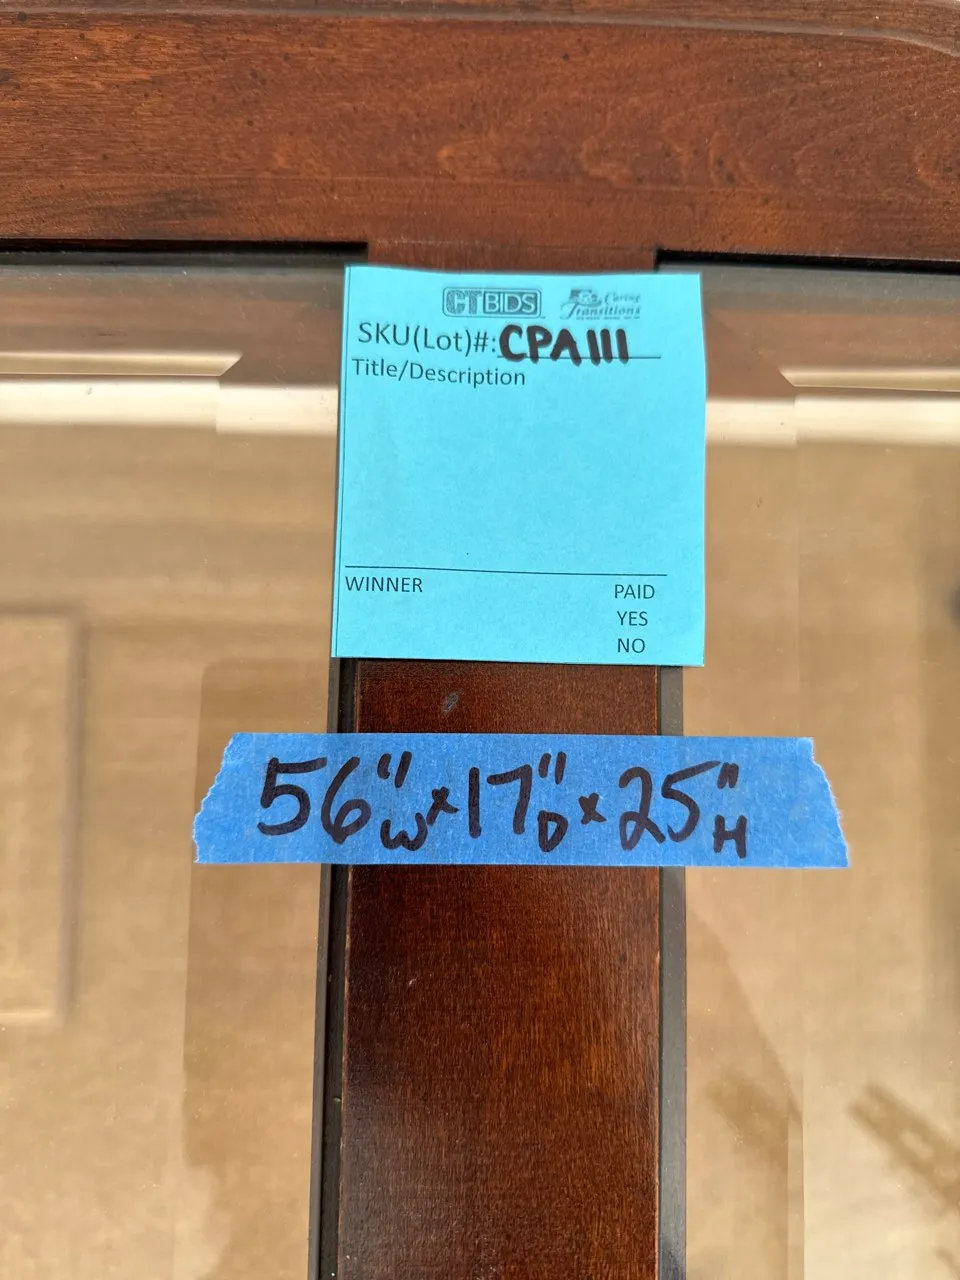 CTBIDS Caring Transitions
SKU(Lot)#: CPA111
Title/Description
WINNER PAID
YES
NO
56"W x 17"D x 25"H